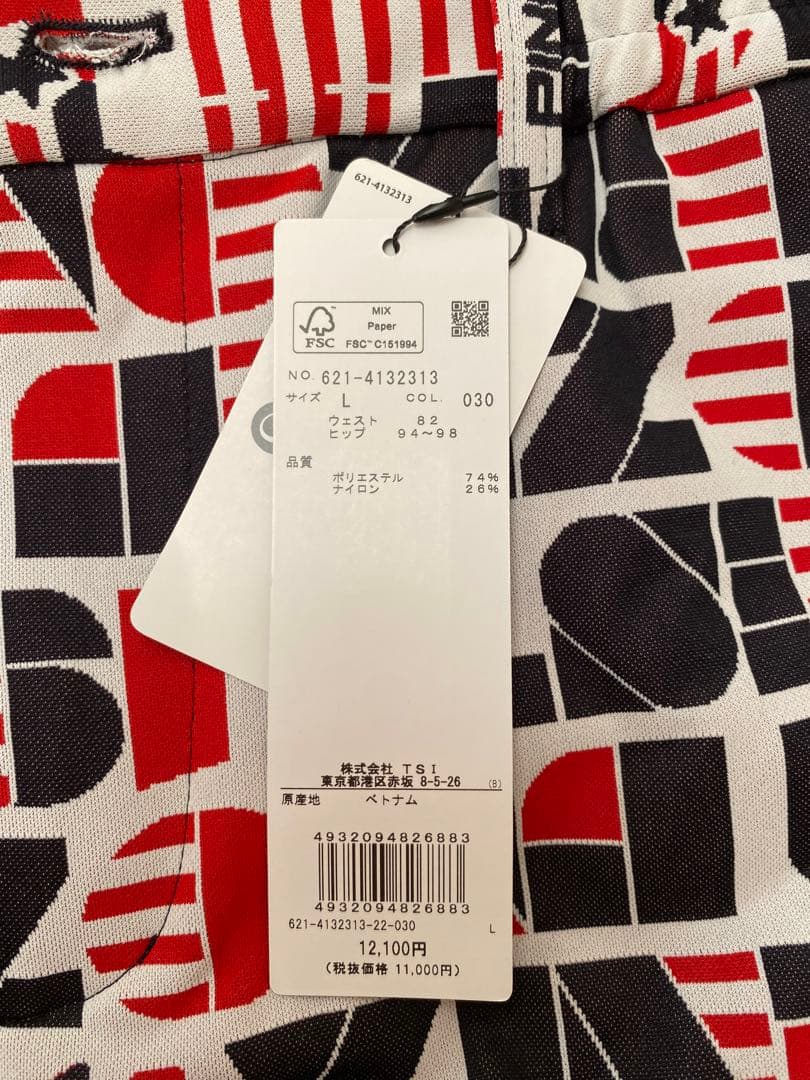 PING
621-4132313
MIX
Paper
FSC™ C151994
FSC
NO. 621-4132313
サイズ L COL. 030
ウェスト 82
ヒップ 94～98
品質
ポリエステル 74%
ナイロン 26%
株式会社 TSI
東京都港区赤坂 8-5-26 (B)
原産地 ベトナム
4932094826883
4932094826883
621-4132313-22-030 L
12,100円
(税抜価格 11,000円)